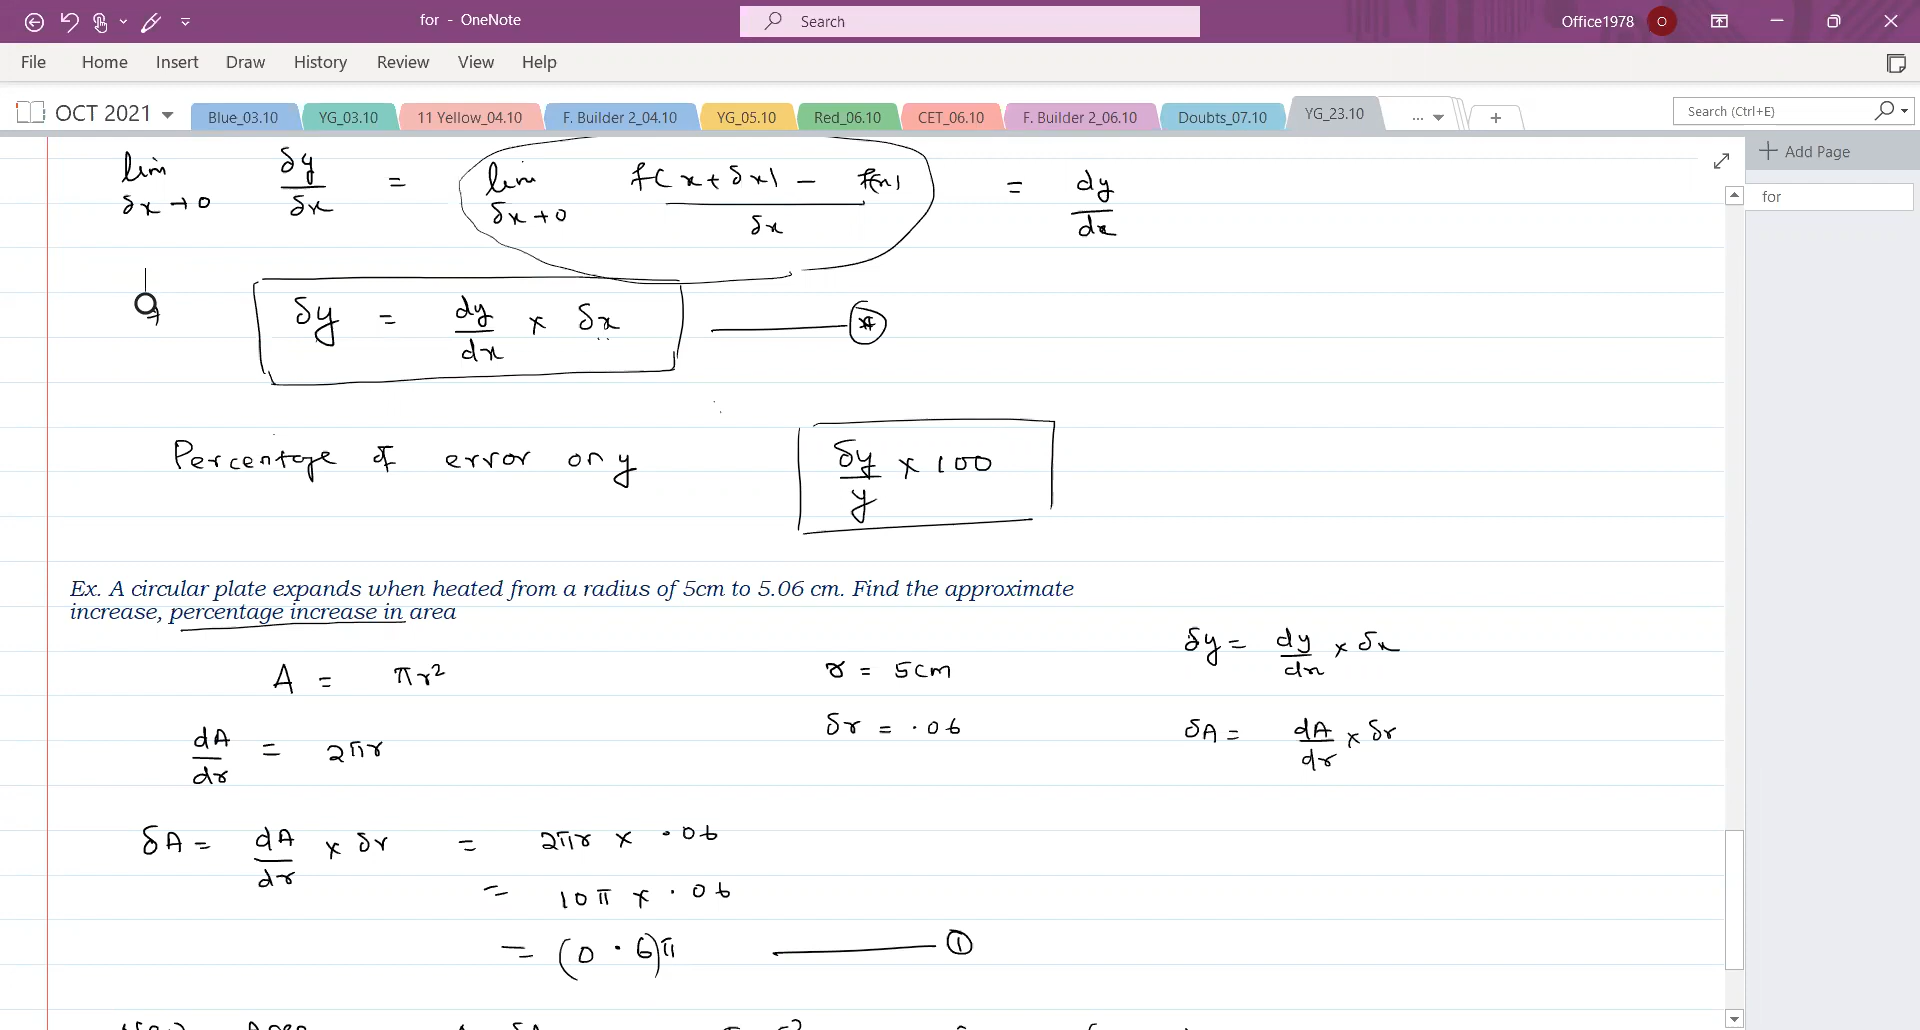 for - OneNote
Search
Office1978 O
File Home Insert Draw History Review View Help
OCT 2021 Blue_03.10 YG_03.10 11 Yellow_04.10 F. Builder 2_04.10 YG_05.10 Red_06.10 CET_06.10 F. Builder 2_06.10 Doubts_07.10 YG_23.10 ... + Search (Ctrl+E)
+ Add Page
for
lim δx→0 δy/δx = lim δx→0 f(x+δx) - f(x) / δx = dy/dx
δy = dy/dx × δx *
Percentage of error on y δy/y × 100
Ex. A circular plate expands when heated from a radius of 5cm to 5.06 cm. Find the approximate
increase, percentage increase in area
A = πr² r = 5cm δy = dy/dx × δx
dA/dr = 2πr δr = .06 δA = dA/dr × δr
δA = dA/dr × δr = 2πr × .06
= 10π × .06
= (0.6)π ①